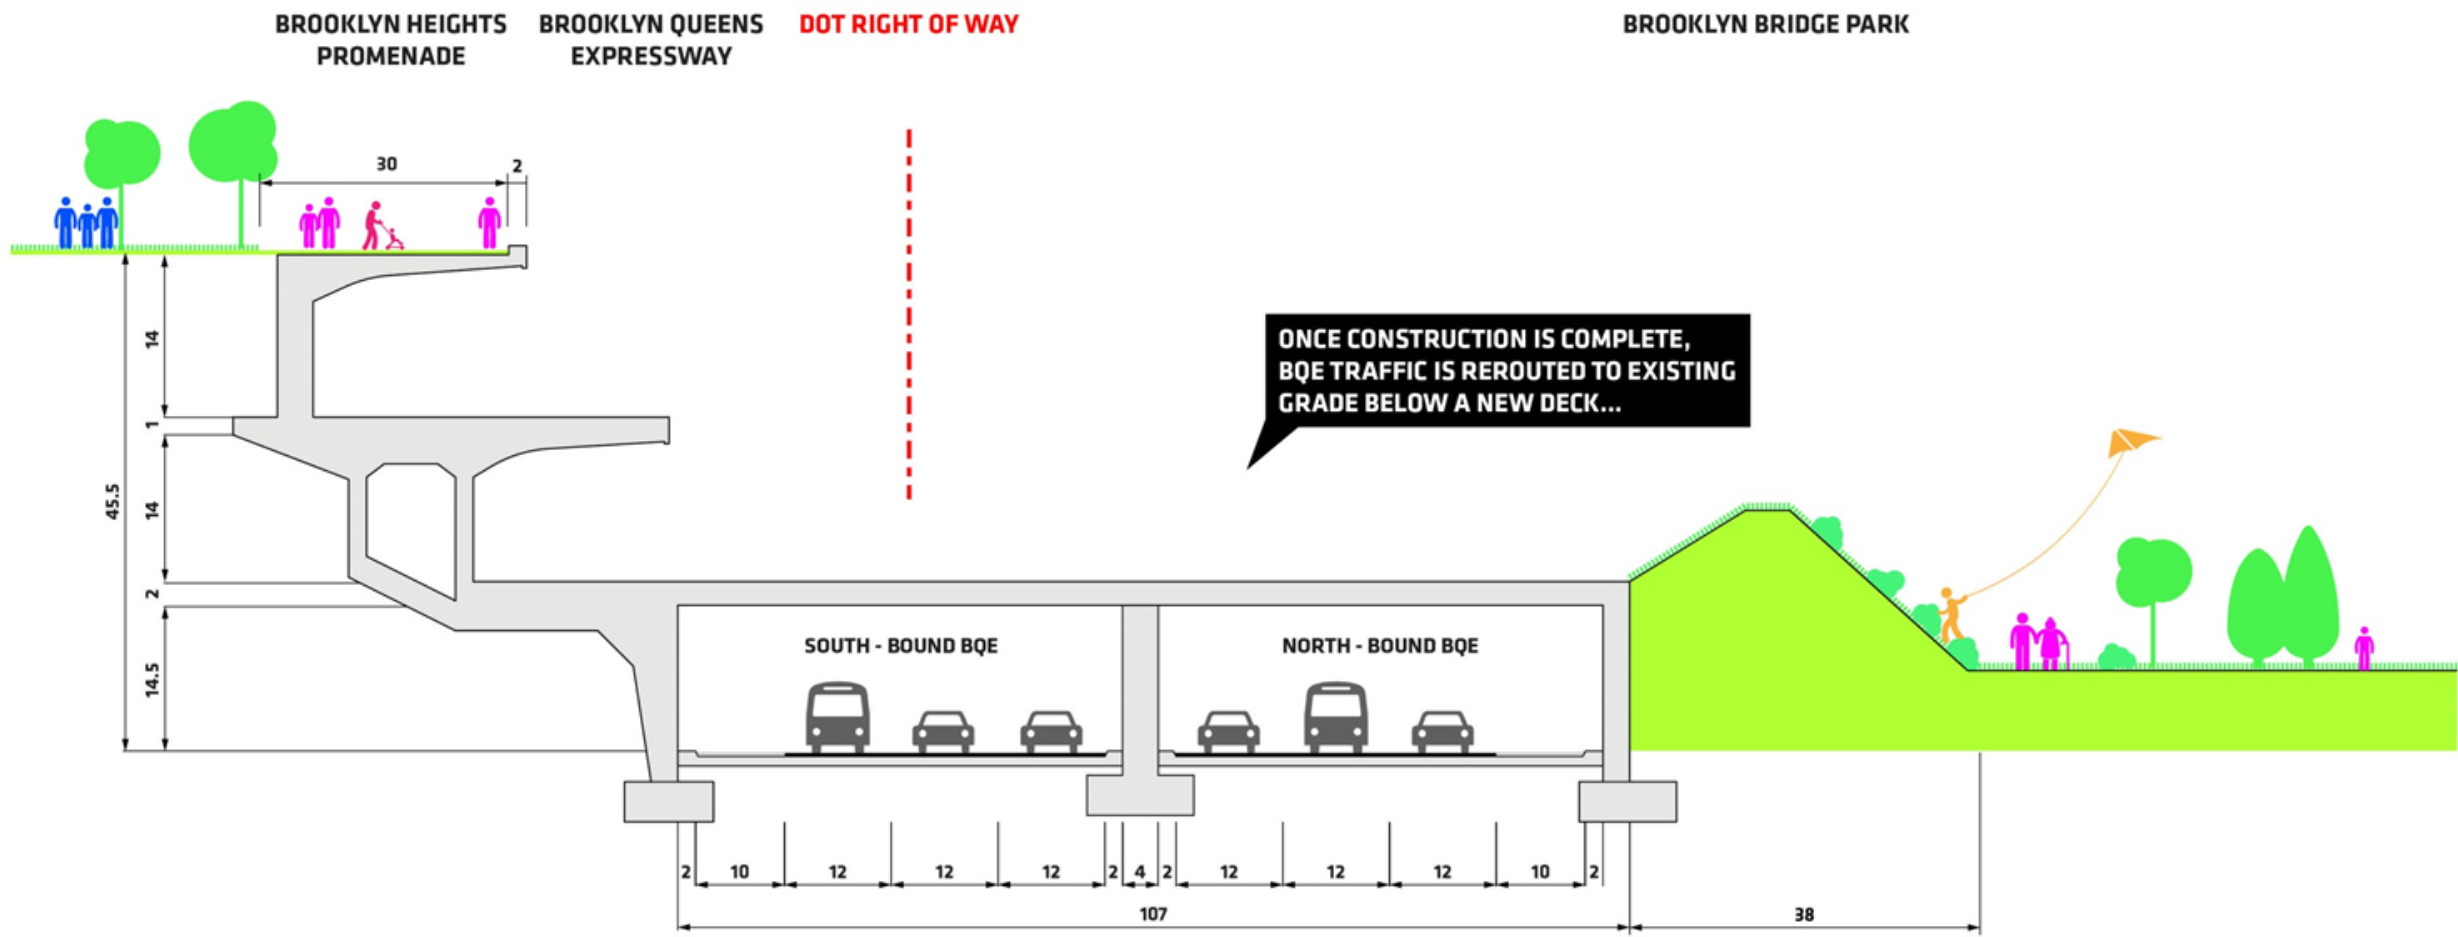 BROOKLYN HEIGHTS
PROMENADE
BROOKLYN QUEENS
EXPRESSWAY
DOT RIGHT OF WAY
BROOKLYN BRIDGE PARK
30
2
14
1
45.5
14
2
14.5
ONCE CONSTRUCTION IS COMPLETE,
BQE TRAFFIC IS REROUTED TO EXISTING
GRADE BELOW A NEW DECK...
SOUTH - BOUND BQE
NORTH - BOUND BQE
2 10 12 12 12 2 4 2 12 12 12 10 2
107
38